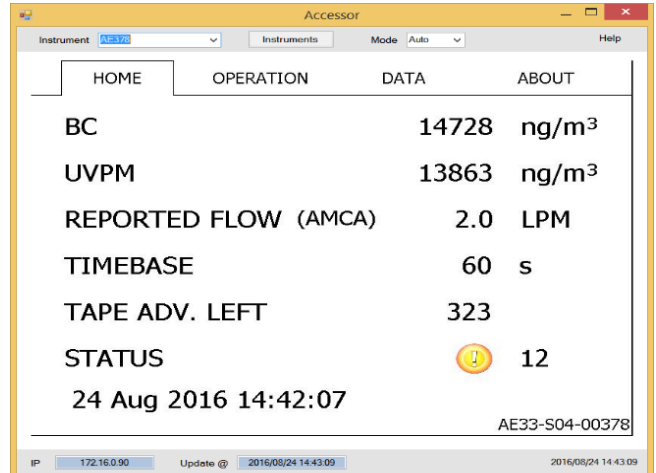 Accessor
Instrument AE378 Instruments Mode Auto Help
HOME OPERATION DATA ABOUT
BC 14728 ng/m³
UVPM 13863 ng/m³
REPORTED FLOW (AMCA) 2.0 LPM
TIMEBASE 60 s
TAPE ADV. LEFT 323
STATUS ! 12
24 Aug 2016 14:42:07
AE33-S04-00378
IP 172.16.0.90 Update @ 2016/08/24 14:43:09 2016/08/24 14:43:09